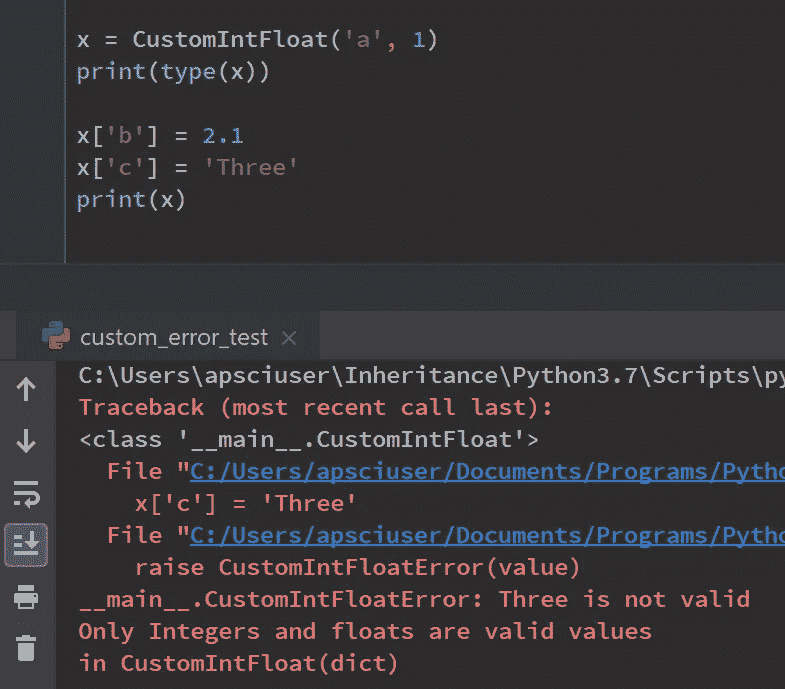 x = CustomIntFloat('a', 1)
print(type(x))
x['b'] = 2.1
x['c'] = 'Three'
print(x)
custom_error_test
C:\Users\apsciuser\Inheritance\Python3.7\Scripts\py
Traceback (most recent call last):
<class '__main__.CustomIntFloat'>
File "C:/Users/apsciuser/Documents/Programs/Pytho
x['c'] = 'Three'
File "C:/Users/apsciuser/Documents/Programs/Pytho
raise CustomIntFloatError(value)
__main__.CustomIntFloatError: Three is not valid
Only Integers and floats are valid values
in CustomIntFloat(dict)